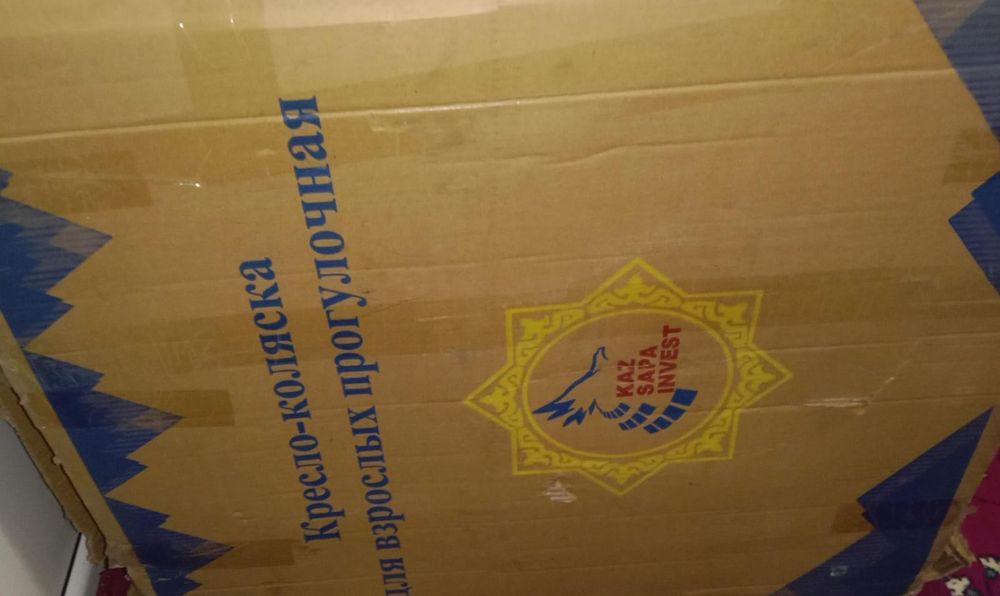 Кресло-коляска
для взрослых прогулочная
KAZ
SAPA
INVEST